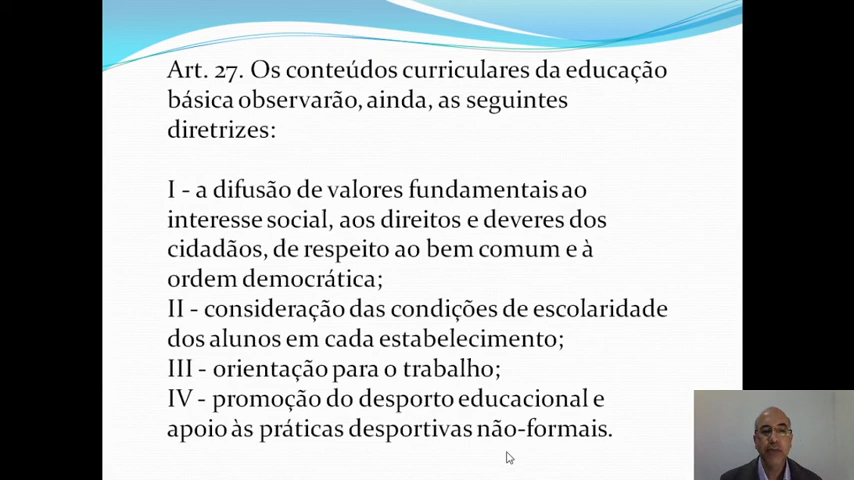 Art. 27. Os conteúdos curriculares da educação
básica observarão, ainda, as seguintes
diretrizes:
I - a difusão de valores fundamentais ao
interesse social, aos direitos e deveres dos
cidadãos, de respeito ao bem comum e à
ordem democrática;
II - consideração das condições de escolaridade
dos alunos em cada estabelecimento;
III - orientação para o trabalho;
IV - promoção do desporto educacional e
apoio às práticas desportivas não-formais.